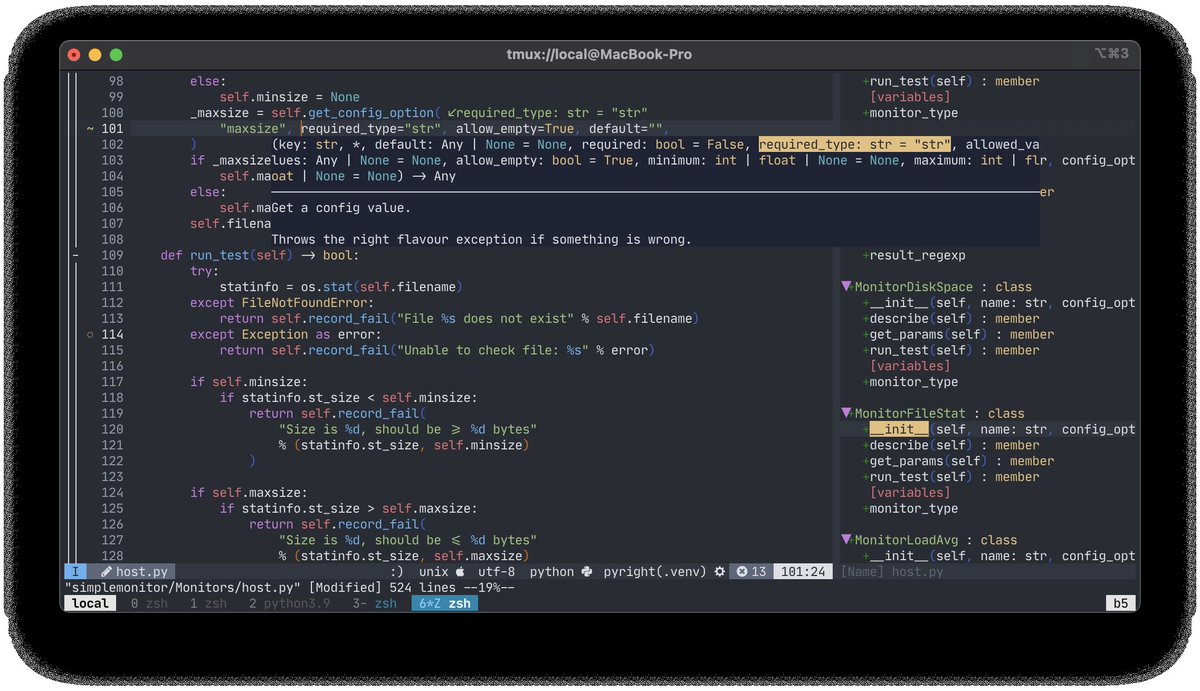 tmux://local@MacBook-Pro
⌥⌘3
98 else:
99 self.minsize = None
100 _maxsize = self.get_config_option( ↙required_type: str = "str"
~ 101 "maxsize", required_type="str", allow_empty=True, default="",
102 ) (key: str, *, default: Any | None = None, required: bool = False, required_type: str = "str", allowed_va
103 if _maxsizelues: Any | None = None, allow_empty: bool = True, minimum: int | float | None = None, maximum: int | flr, config_opt
104 self.maoat | None = None) → Any
105 else:
106 self.maGet a config value.
107 self.filena
108 Throws the right flavour exception if something is wrong.
- 109 def run_test(self) → bool:
110 try:
111 statinfo = os.stat(self.filename)
112 except FileNotFoundError:
113 return self.record_fail("File %s does not exist" % self.filename)
○ 114 except Exception as error:
115 return self.record_fail("Unable to check file: %s" % error)
116
117 if self.minsize:
118 if statinfo.st_size < self.minsize:
119 return self.record_fail(
120 "Size is %d, should be ⩾ %d bytes"
121 % (statinfo.st_size, self.minsize)
122 )
123
124 if self.maxsize:
125 if statinfo.st_size > self.maxsize:
126 return self.record_fail(
127 "Size is %d, should be ⩽ %d bytes"
128 % (statinfo.st_size, self.maxsize)
+run_test(self) : member
[variables]
+monitor_type
er
+result_regexp
▼+MonitorDiskSpace : class
+__init__(self, name: str, config_opt
+describe(self) : member
+get_params(self) : member
+run_test(self) : member
[variables]
+monitor_type
▼+MonitorFileStat : class
+__init__(self, name: str, config_opt
+describe(self) : member
+get_params(self) : member
+run_test(self) : member
[variables]
+monitor_type
▼+MonitorLoadAvg : class
+__init__(self, name: str, config_opt
I host.py :) unix utf-8 python pyright(.venv) 13 101:24 [Name] host.py
"simplemonitor/Monitors/host.py" [Modified] 524 lines --19%--
local 0 zsh 1 zsh 2 python3.9 3- zsh 6*Z zsh b5